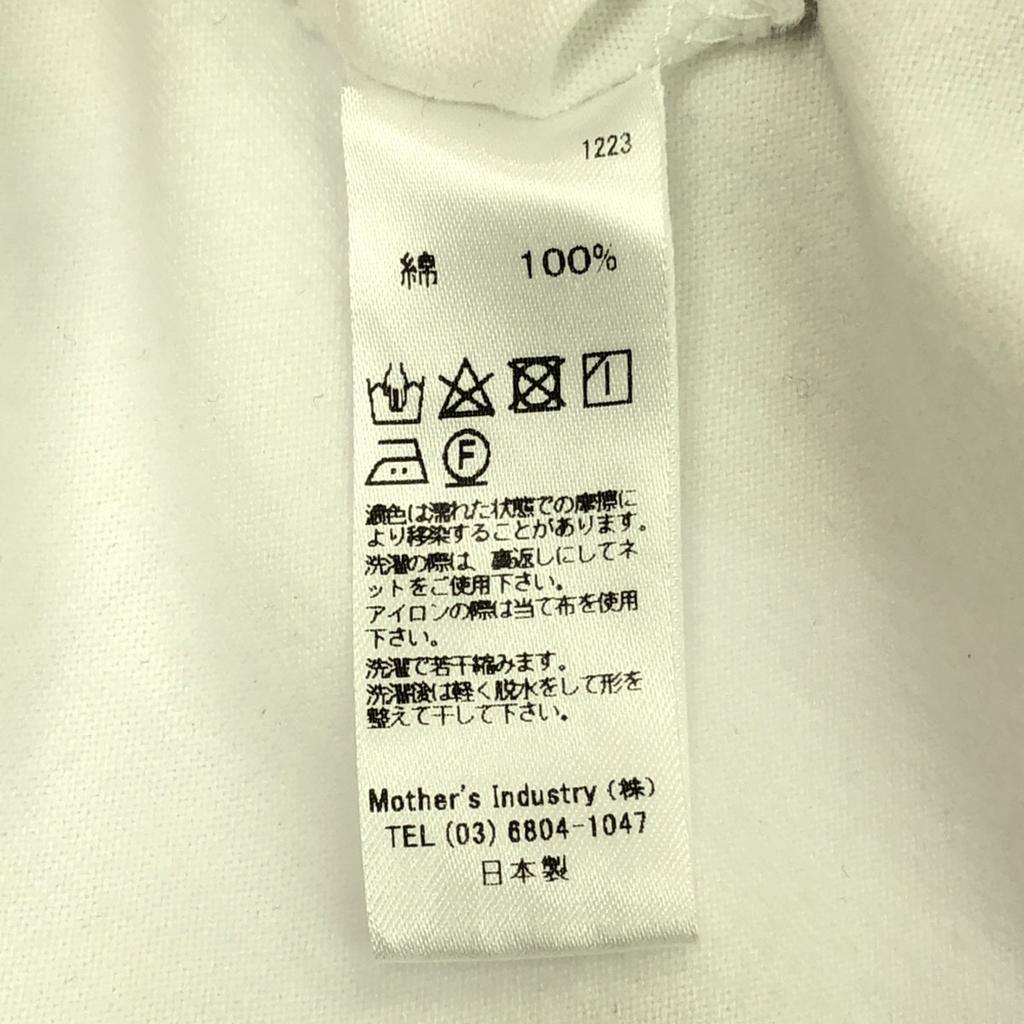 1223
綿 100%
F
濃色は濡れた状態での摩擦に
より移染することがあります。
洗濯の際は 裏返しにしてネ
ットをご使用下さい。
アイロンの際は当て布を使用
下さい。
洗濯で若干縮みます。
洗濯後は軽く脱水をして形を
整えて干して下さい。
Mother's Industry (株)
TEL (03) 6804-1047
日本製